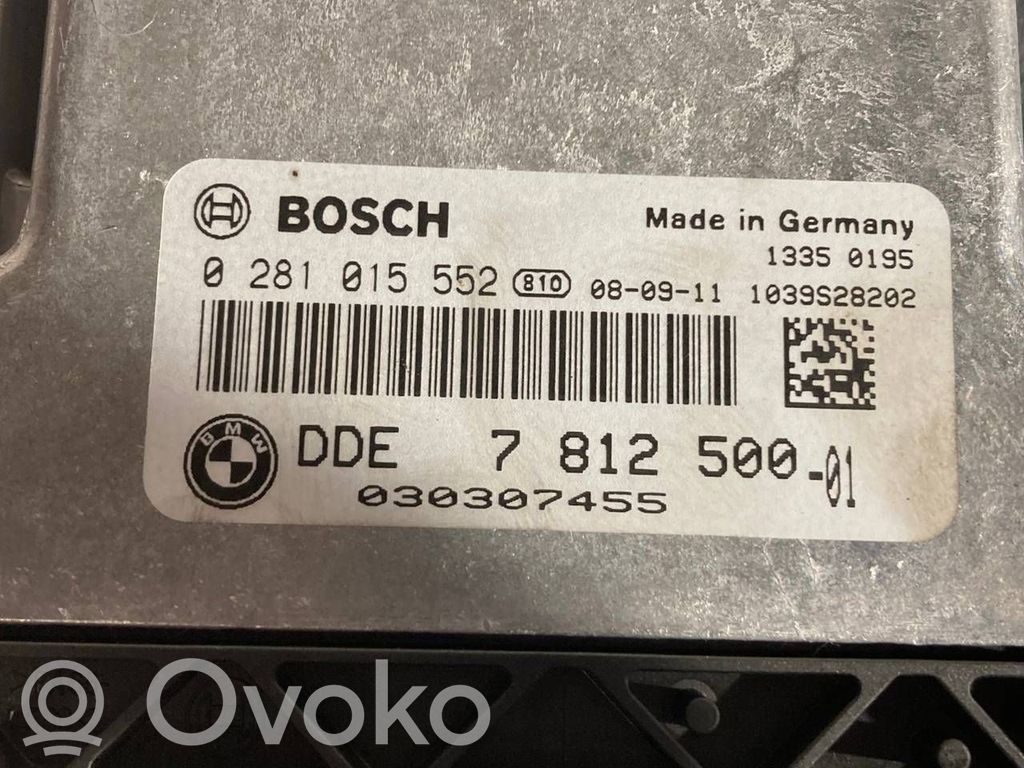 BOSCH Made in Germany
1335 0195
0 281 015 552 810 08-09-11 1039S28202
BMW DDE 7 812 500-01
030307455
Ovoko